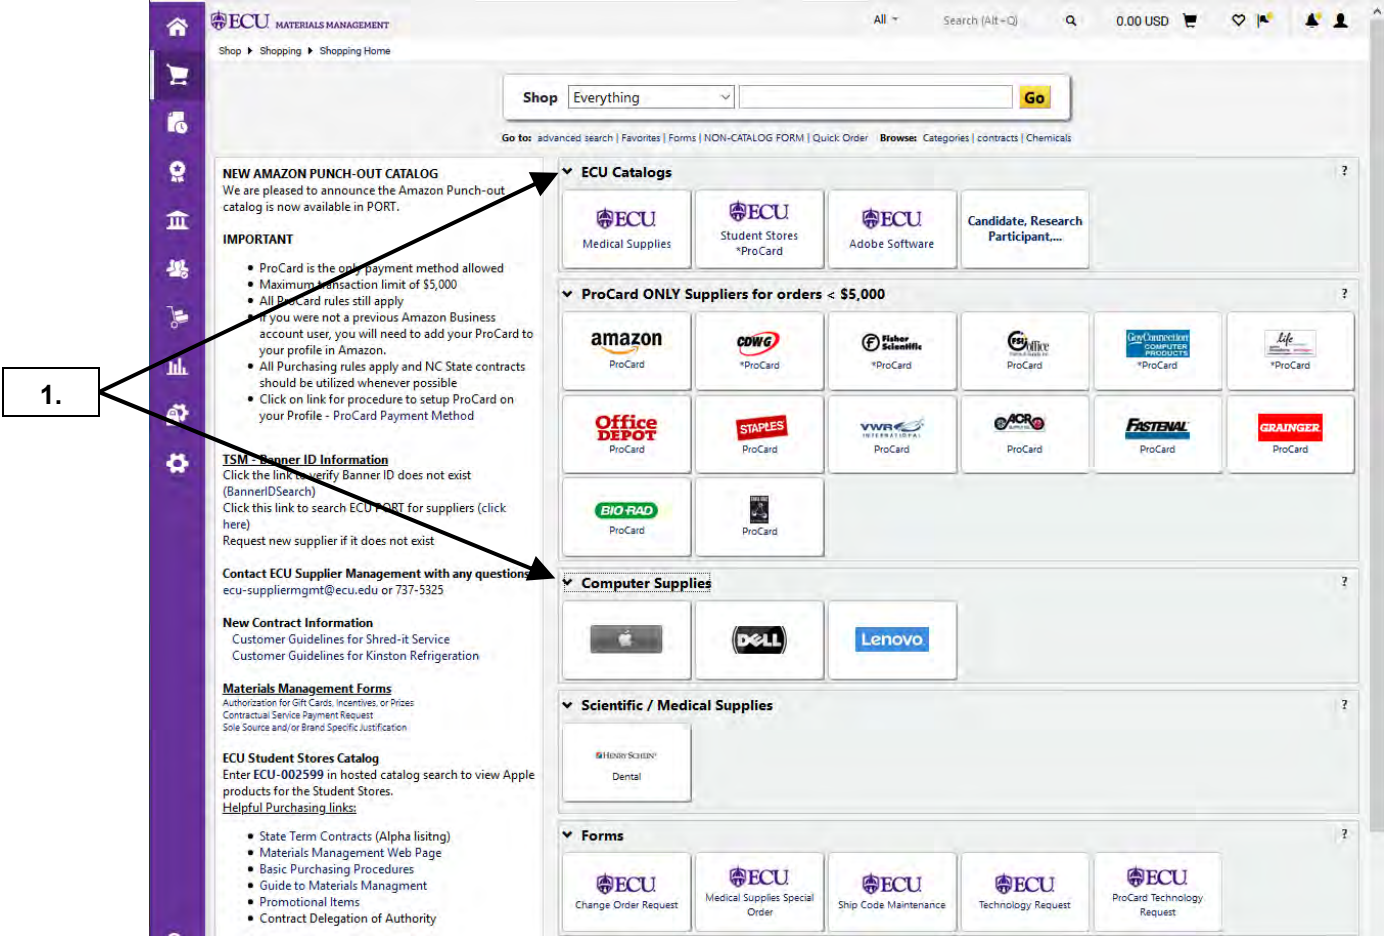 ECU MATERIALS MANAGEMENT
All
Search (Alt+Q)
0.00 USD
Shop Shopping Shopping Home
Shop Everything Go
Go to: advanced search | Favorites | Forms | NON-CATALOG FORM | Quick Order Browse: Categories | contracts | Chemicals
1.
NEW AMAZON PUNCH-OUT CATALOG
We are pleased to announce the Amazon Punch-out
catalog is now available in PORT.
IMPORTANT
• ProCard is the only payment method allowed
• Maximum transaction limit of $5,000
• All ProCard rules still apply
• If you were not a previous Amazon Business
account user, you will need to add your ProCard to
your profile in Amazon.
• All Purchasing rules apply and NC State contracts
should be utilized whenever possible
• Click on link for procedure to setup ProCard on
your Profile - ProCard Payment Method
TSM - Banner ID Information
Click the link to verify Banner ID does not exist
(BannerIDSearch)
Click this link to search ECU PORT for suppliers (click
here)
Request new supplier if it does not exist
Contact ECU Supplier Management with any questions
ecu-suppliermgmt@ecu.edu or 737-5325
New Contract Information
Customer Guidelines for Shred-it Service
Customer Guidelines for Kinston Refrigeration
Materials Management Forms
Authorization for Gift Cards, Incentives, or Prizes
Contractual Service Payment Request
Sole Source and/or Brand Specific Justification
ECU Student Stores Catalog
Enter ECU-002599 in hosted catalog search to view Apple
products for the Student Stores.
Helpful Purchasing links:
• State Term Contracts (Alpha lisitng)
• Materials Management Web Page
• Basic Purchasing Procedures
• Guide to Materials Managment
• Promotional Items
• Contract Delegation of Authority
ECU Catalogs ?
ECU
Medical Supplies
ECU
Student Stores
*ProCard
ECU
Adobe Software
Candidate, Research
Participant,...
ProCard ONLY Suppliers for orders < $5,000 ?
amazon
ProCard
CDWG
*ProCard
Fisher
Scientific
*ProCard
FSIoffice
ProCard
GovConnection
COMPUTER
PRODUCTS
*ProCard
life
*ProCard
Office
DEPOT
ProCard
STAPLES
ProCard
VWR
INTERNATIONAL
ProCard
ACR
ProCard
FASTENAL
ProCard
GRAINGER
ProCard
BIO-RAD
ProCard
ProCard
Computer Supplies ?
DELL
Lenovo
Scientific / Medical Supplies ?
HENRY SCHEIN
Dental
Forms ?
ECU
Change Order Request
ECU
Medical Supplies Special
Order
ECU
Ship Code Maintenance
ECU
Technology Request
ECU
ProCard Technology
Request